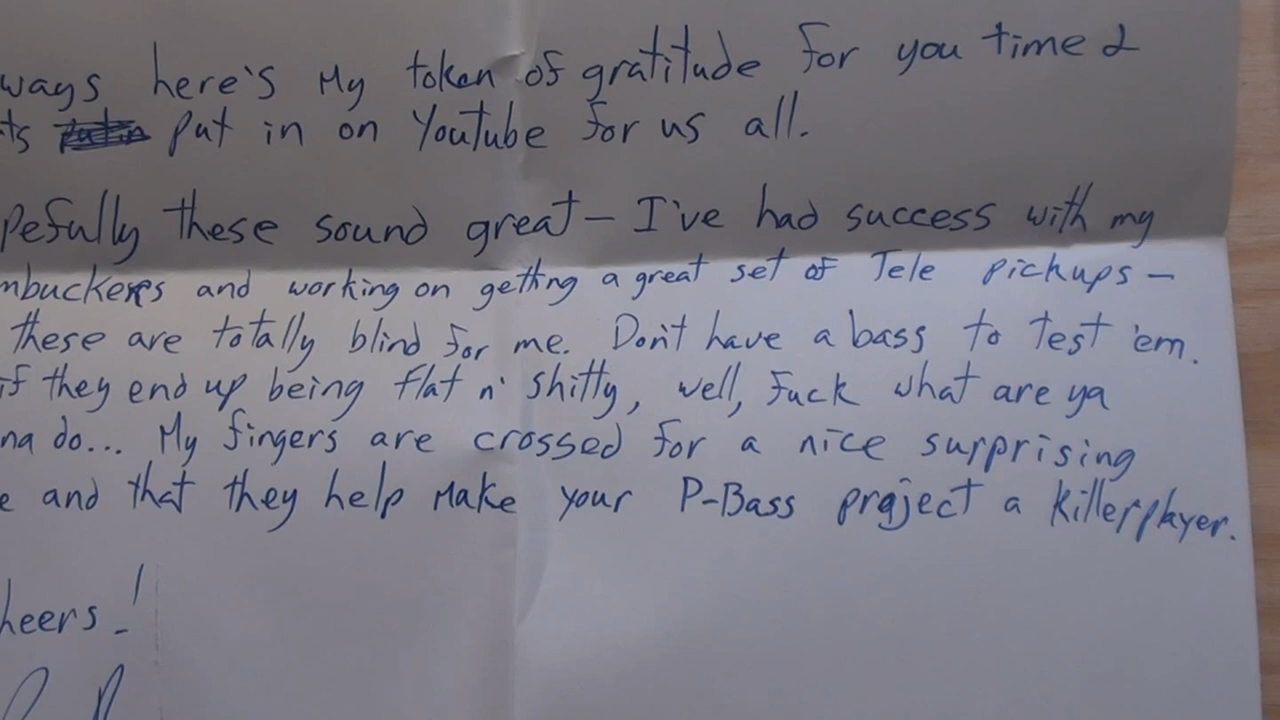 ways here's My token of gratitude for you time &
ts put in on Youtube for us all.
pefully these sound great – I've had success with my
mbuckers and working on getting a great set of Tele pickups –
these are totally blind for me. Don't have a bass to test 'em.
if they end up being flat n' shitty, well, fuck what are ya
na do... My fingers are crossed for a nice surprising
e and that they help Make your P-Bass project a killer player.
heers!